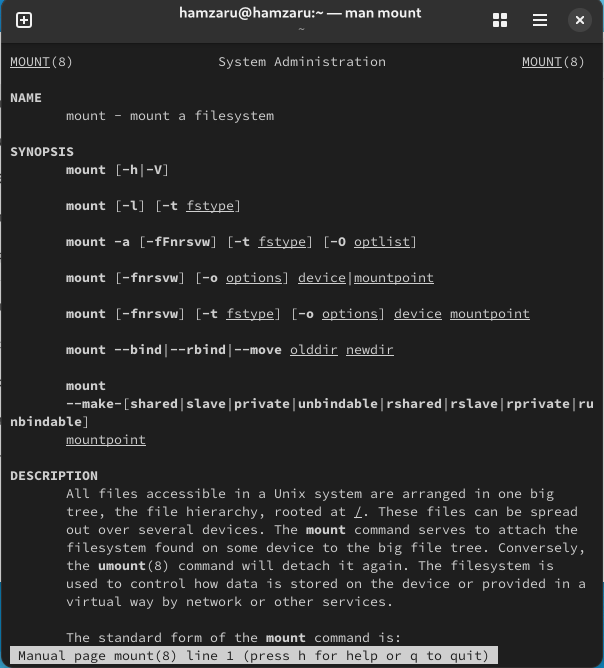 hamzaru@hamzaru:~ — man mount
~
MOUNT(8) System Administration MOUNT(8)
NAME
mount - mount a filesystem
SYNOPSIS
mount [-h|-V]
mount [-l] [-t fstype]
mount -a [-fFnrsvw] [-t fstype] [-O optlist]
mount [-fnrsvw] [-o options] device|mountpoint
mount [-fnrsvw] [-t fstype] [-o options] device mountpoint
mount --bind|--rbind|--move olddir newdir
mount
--make-[shared|slave|private|unbindable|rshared|rslave|rprivate|ru
nbindable]
mountpoint
DESCRIPTION
All files accessible in a Unix system are arranged in one big
tree, the file hierarchy, rooted at /. These files can be spread
out over several devices. The mount command serves to attach the
filesystem found on some device to the big file tree. Conversely,
the umount(8) command will detach it again. The filesystem is
used to control how data is stored on the device or provided in a
virtual way by network or other services.
The standard form of the mount command is:
Manual page mount(8) line 1 (press h for help or q to quit)